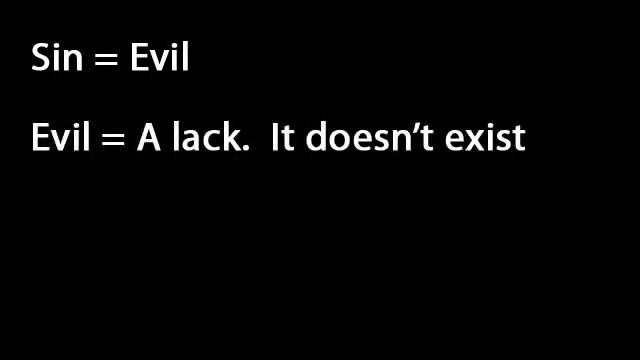 Sin = Evil
Evil = A lack.  It doesn’t exist